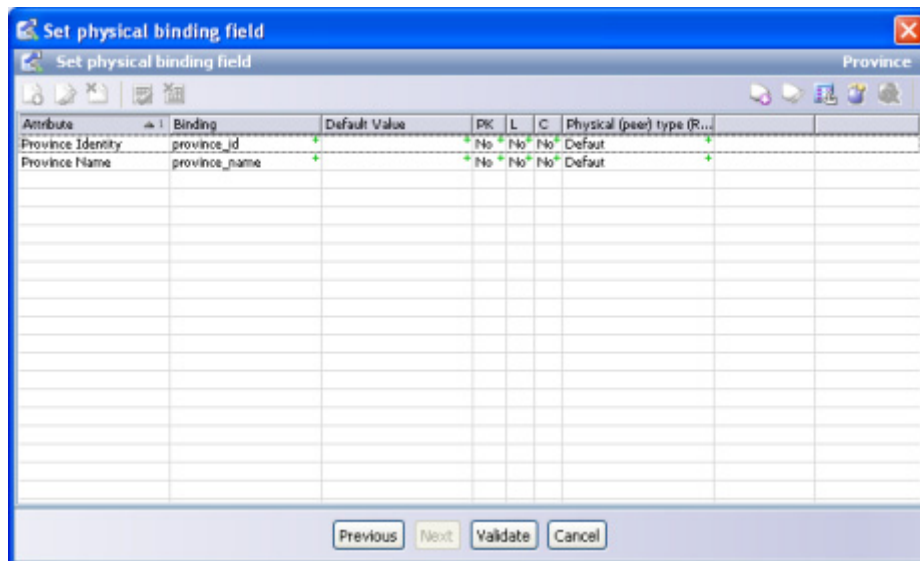 Set physical binding field
Set physical binding field Province
Attribute 1 Binding Default Value PK L C Physical (peer) type (R...
Province Identity province_id No No No Defaut
Province Name province_name No No No Defaut
Previous Next Validate Cancel